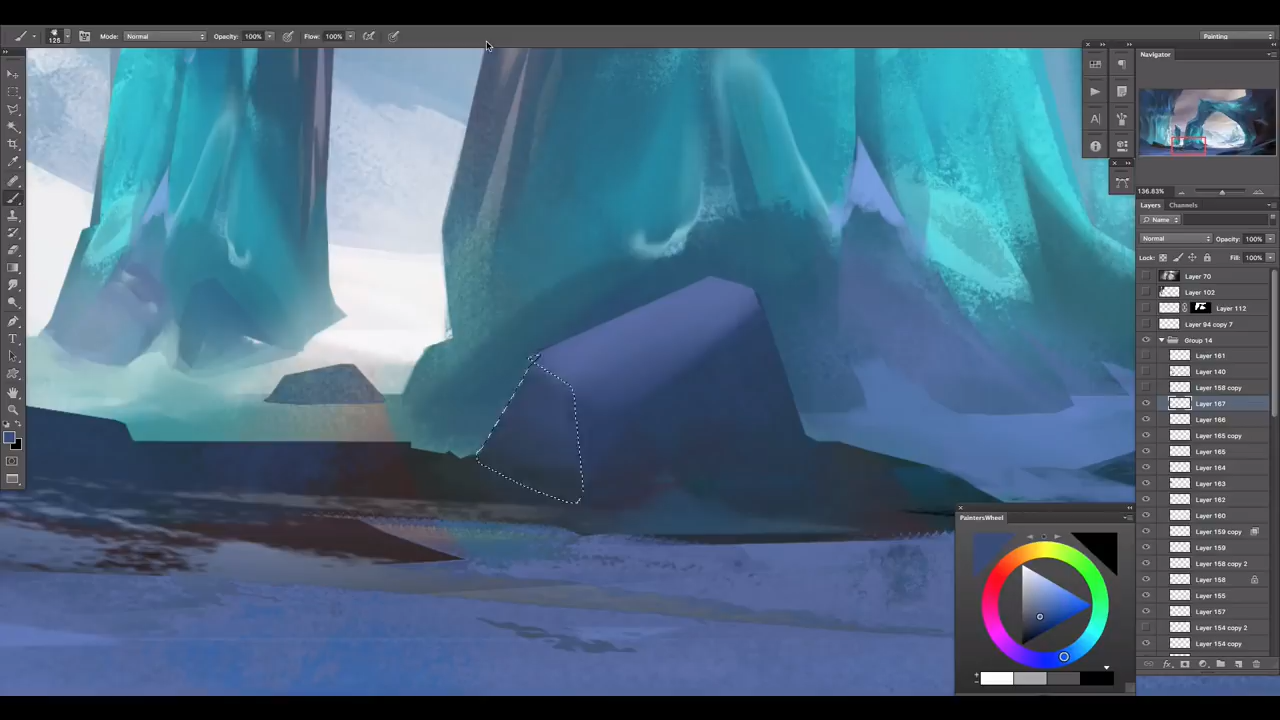 125 Mode: Normal Opacity: 100% Flow: 100% Painting
Navigator
136.83%
Layers Channels
Name
Normal Opacity: 100%
Lock: Fill: 100%
Layer 70
Layer 102
Layer 112
Layer 94 copy 7
Group 14
Layer 161
Layer 140
Layer 158 copy
Layer 167
Layer 166
Layer 165 copy
Layer 165
Layer 164
Layer 163
Layer 162
Layer 160
Layer 159 copy
Layer 159
Layer 158 copy 2
Layer 158
Layer 155
Layer 157
Layer 154 copy 2
Layer 154 copy
PaintersWheel